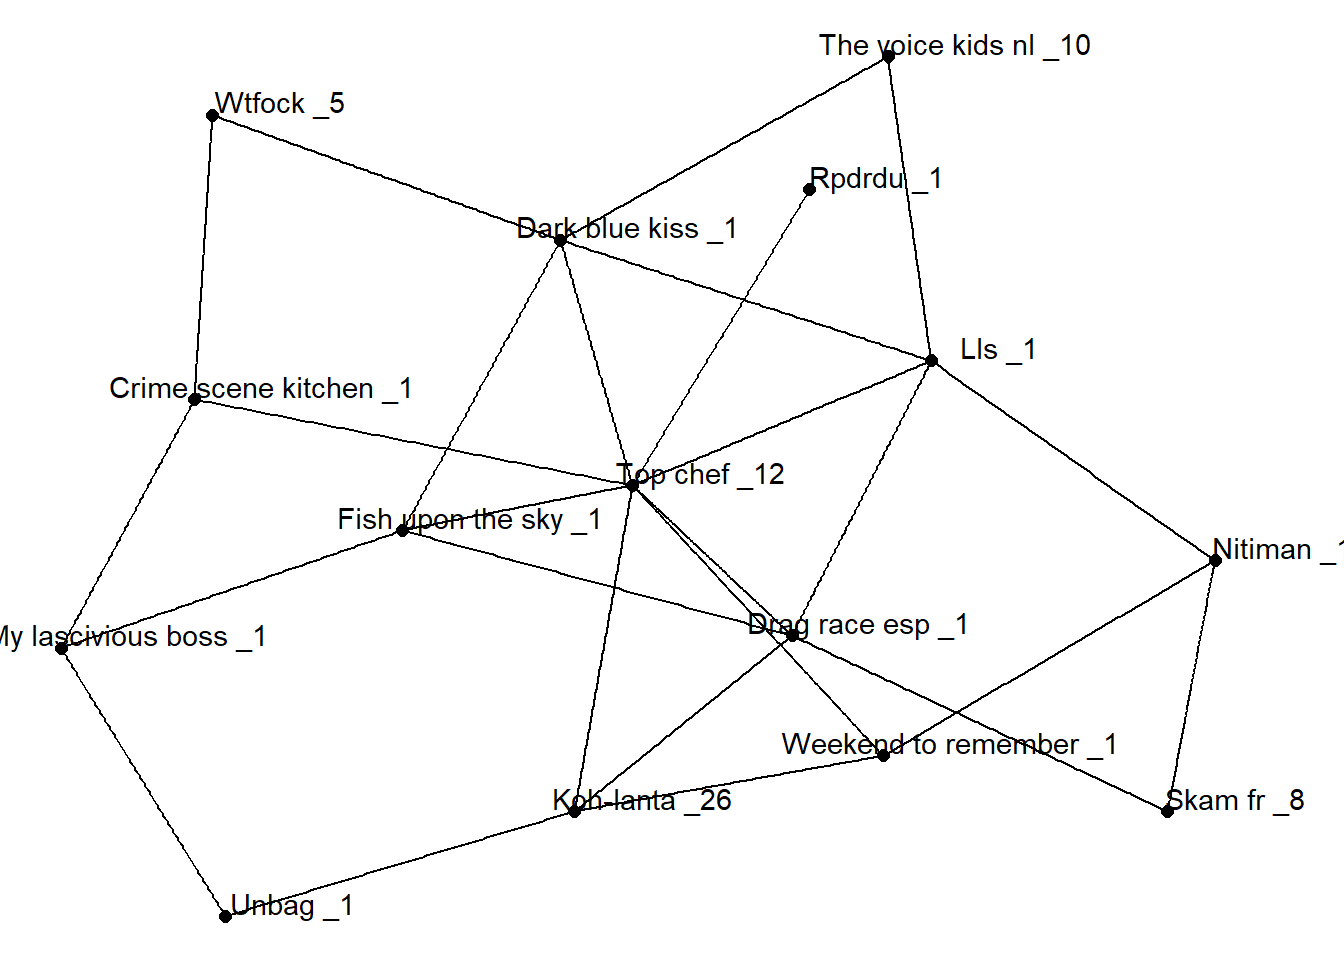 The voice kids nl _10
Wtfock _5
Rpdrdu _1
Dark blue kiss _1
Lls _1
Crime scene kitchen _1
Top chef _12
Fish upon the sky _1
Nitiman _1
Drag race esp _1
My lascivious boss _1
Weekend to remember _1
Koh-lanta _26
Skam fr _8
Unbag _1